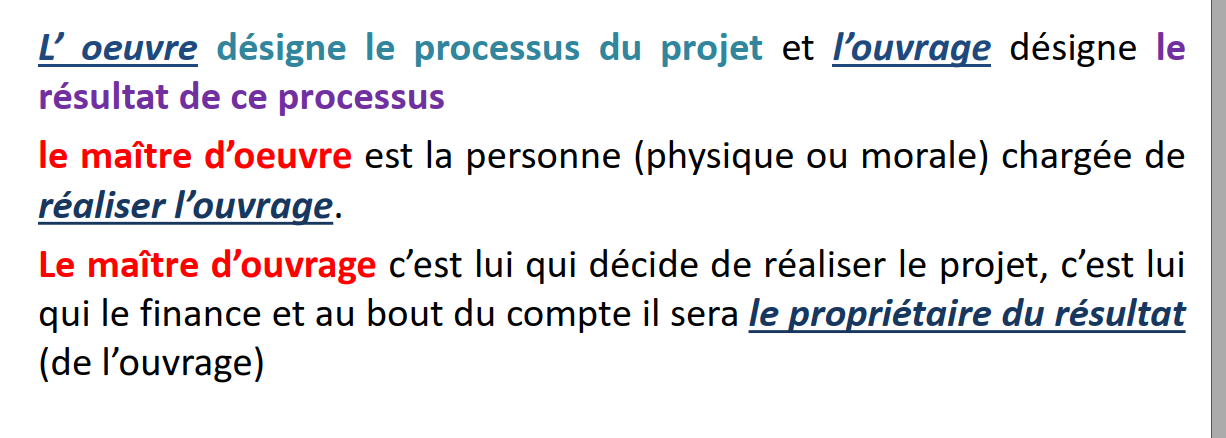 L’ oeuvre désigne le processus du projet et l’ouvrage désigne le
résultat de ce processus
le maître d’oeuvre est la personne (physique ou morale) chargée de
réaliser l’ouvrage.
Le maître d’ouvrage c’est lui qui décide de réaliser le projet, c’est lui
qui le finance et au bout du compte il sera le propriétaire du résultat
(de l’ouvrage)